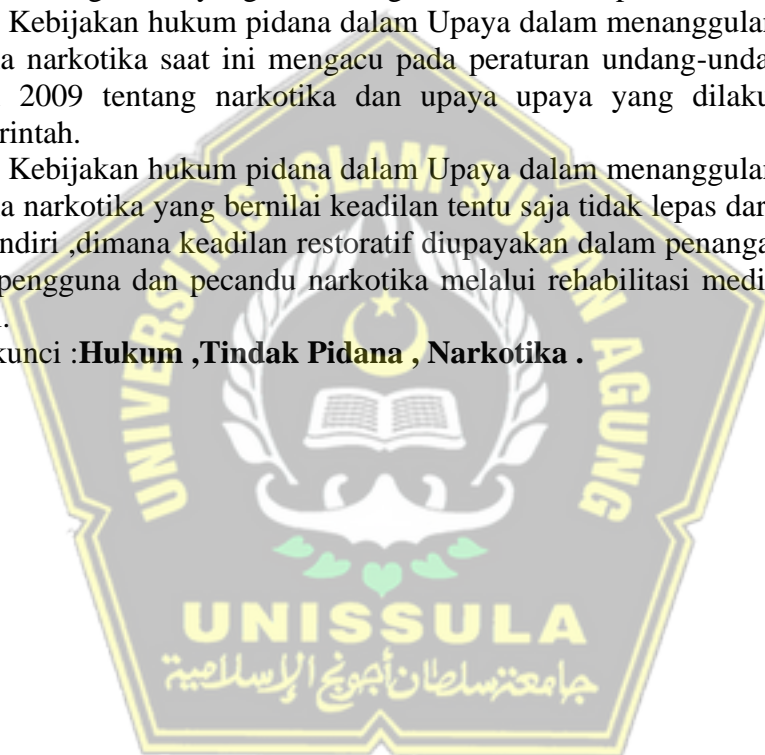 Kebijakan hukum pidana dalam Upaya dalam menanggulan
a narkotika saat ini mengacu pada peraturan undang-unda
2009 tentang narkotika dan upaya upaya yang dilaku
rintah.
Kebijakan hukum pidana dalam Upaya dalam menanggulan
a narkotika yang bernilai keadilan tentu saja tidak lepas dar
ndiri ,dimana keadilan restoratif diupayakan dalam penanga
pengguna dan pecandu narkotika melalui rehabilitasi medi
kunci :Hukum ,Tindak Pidana , Narkotika .
UNIVERSITAS ISLAM SULTAN AGUNG
UNISSULA
جامعة سلطان أجونج الإسلامية